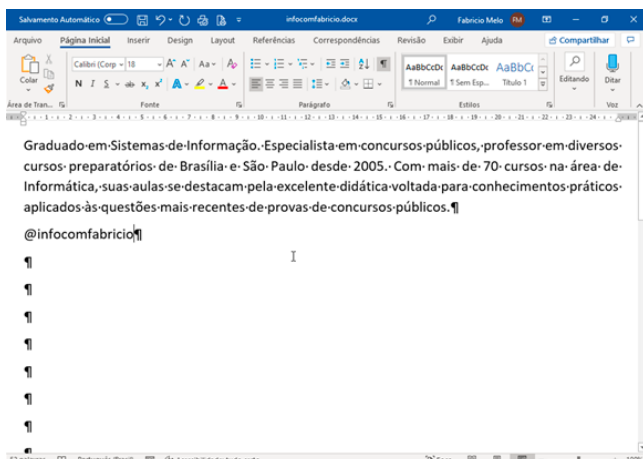 Salvamento Automático
infocomfabricio.docx
Fabricio Melo FM
Arquivo Página Inicial Inserir Design Layout Referências Correspondências Revisão Exibir Ajuda Compartilhar
Colar
Calibri (Corp 18
N I S ab x₂ x²
AaBbCcDc AaBbCcDc AaBbCc
¶ Normal ¶ Sem Esp... Título 1
Editando
Ditar
Área de Tran... Fonte Parágrafo Estilos Voz
Graduado·em·Sistemas·de·Informação.·Especialista·em·concursos·públicos,·professor·em·diversos·
cursos·preparatórios·de·Brasília·e·São·Paulo·desde·2005.·Com·mais·de·70·cursos·na·área·de·
Informática,·suas·aulas·se·destacam·pela·excelente·didática·voltada·para·conhecimentos·práticos·
aplicados·às·questões·mais·recentes·de·provas·de·concursos·públicos.¶
@infocomfabricio¶
¶
¶
¶
¶
¶
¶
¶
¶